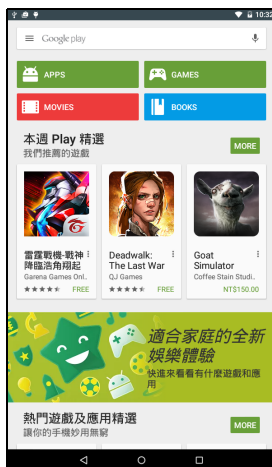 10:32
Google play
APPS
GAMES
MOVIES
BOOKS
本週 Play 精選
我們推薦的遊戲
MORE
雷霆戰機-戰神
降臨浩角翔起
Garena Games Onl..
FREE
Deadwalk:
The Last War
QJ Games
FREE
Goat
Simulator
Coffee Stain Studi..
NT$150.00
適合家庭的全新
娛樂體驗
快進來看看有什麼遊戲和應
用
熱門遊戲及應用精選
讓你的手機妙用無窮
MORE